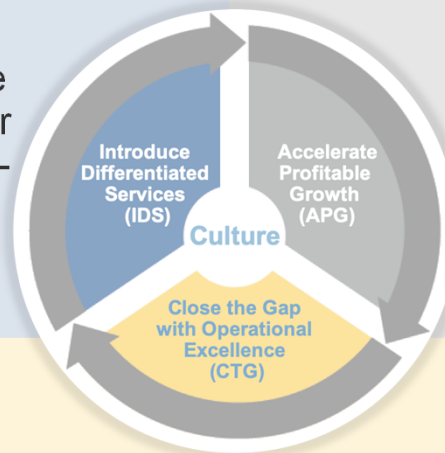 Introduce
Differentiated
Services
(IDS)
Accelerate
Profitable
Growth
(APG)
Culture
Close the Gap
with Operational
Excellence
(CTG)